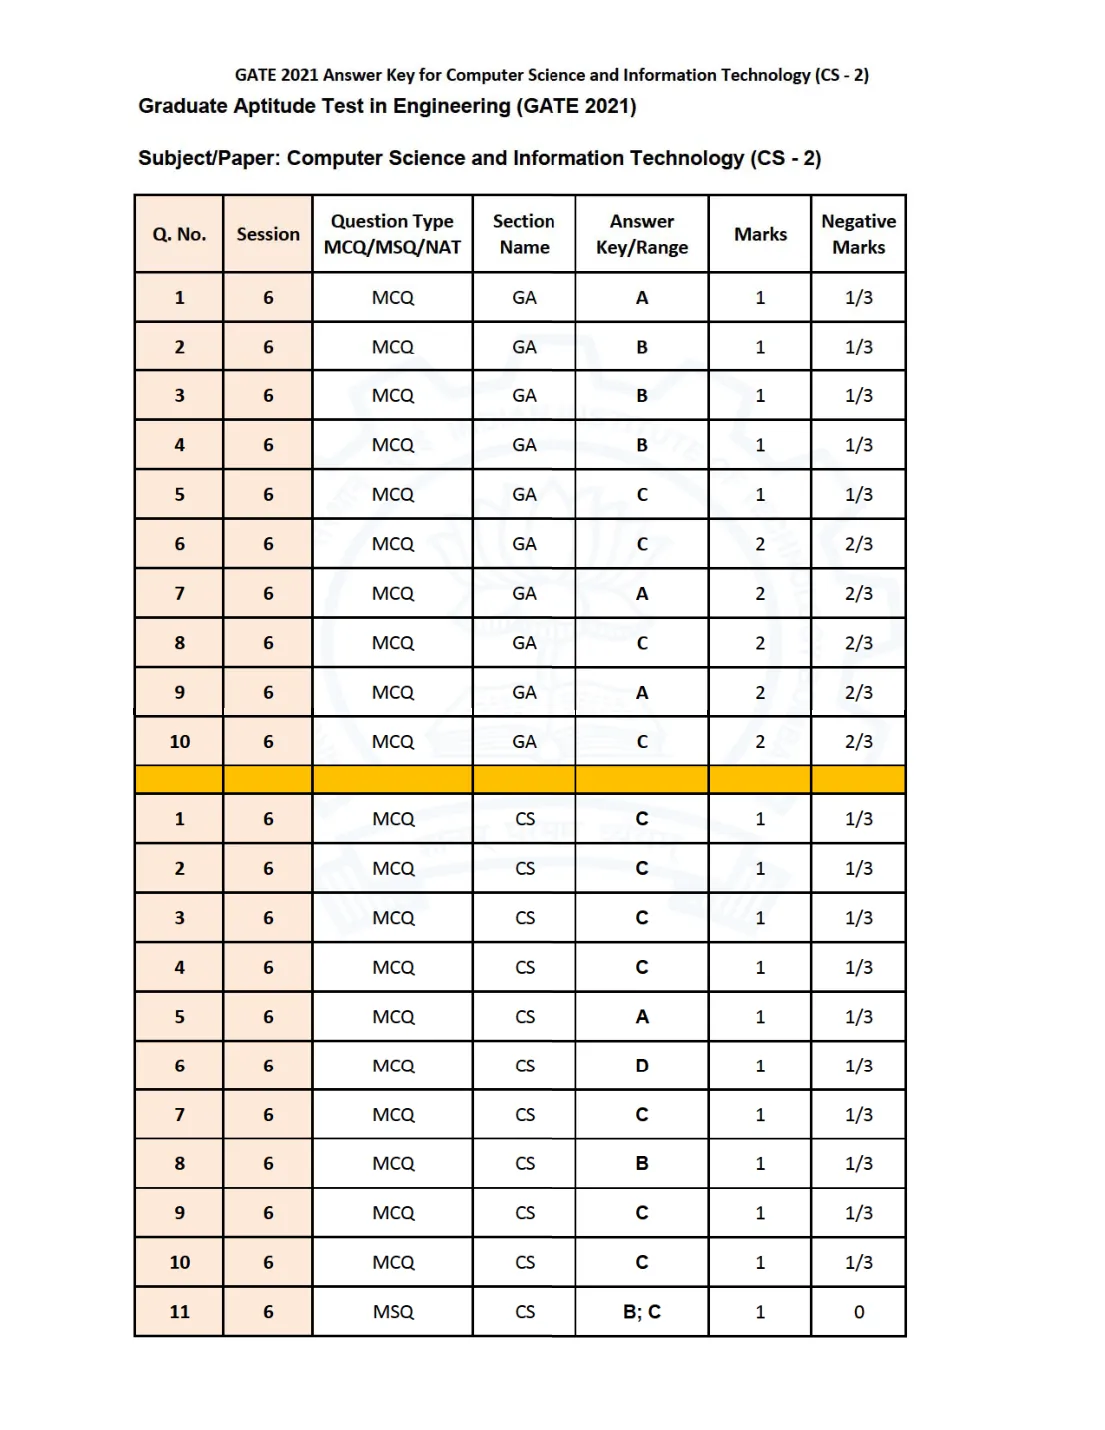 GATE 2021 Answer Key for Computer Science and Information Technology (CS - 2)
Graduate Aptitude Test in Engineering (GATE 2021)
Subject/Paper: Computer Science and Information Technology (CS - 2)
Q. No. Session Question Type MCQ/MSQ/NAT Section Name Answer Key/Range Marks Negative Marks
1 6 MCQ GA A 1 1/3
2 6 MCQ GA B 1 1/3
3 6 MCQ GA B 1 1/3
4 6 MCQ GA B 1 1/3
5 6 MCQ GA C 1 1/3
6 6 MCQ GA C 2 2/3
7 6 MCQ GA A 2 2/3
8 6 MCQ GA C 2 2/3
9 6 MCQ GA A 2 2/3
10 6 MCQ GA C 2 2/3
1 6 MCQ CS C 1 1/3
2 6 MCQ CS C 1 1/3
3 6 MCQ CS C 1 1/3
4 6 MCQ CS C 1 1/3
5 6 MCQ CS A 1 1/3
6 6 MCQ CS D 1 1/3
7 6 MCQ CS C 1 1/3
8 6 MCQ CS B 1 1/3
9 6 MCQ CS C 1 1/3
10 6 MCQ CS C 1 1/3
11 6 MSQ CS B; C 1 0